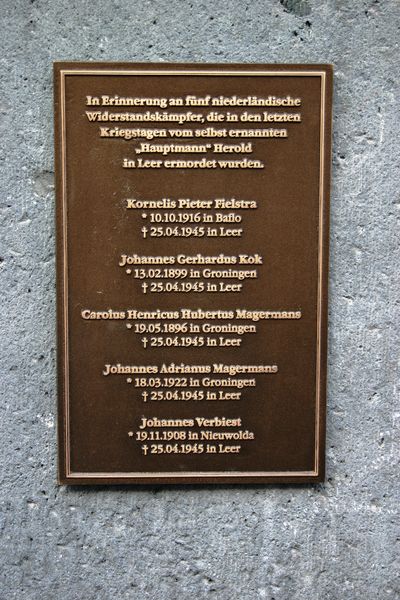 In Erinnerung an fünf niederländische
Widerstandskämpfer, die in den letzten
Kriegstagen vom selbst ernannten
„Hauptmann“ Herold
in Leer ermordet wurden.
Kornelis Pieter Fielstra
* 10.10.1916 in Baflo
† 25.04.1945 in Leer
Johannes Gerhardus Kok
* 13.02.1899 in Groningen
† 25.04.1945 in Leer
Carolus Henricus Hubertus Magermans
* 19.05.1896 in Groningen
† 25.04.1945 in Leer
Johannes Adrianus Magermans
* 18.03.1922 in Groningen
† 25.04.1945 in Leer
Johannes Verbiest
* 19.11.1908 in Nieuwolda
† 25.04.1945 in Leer